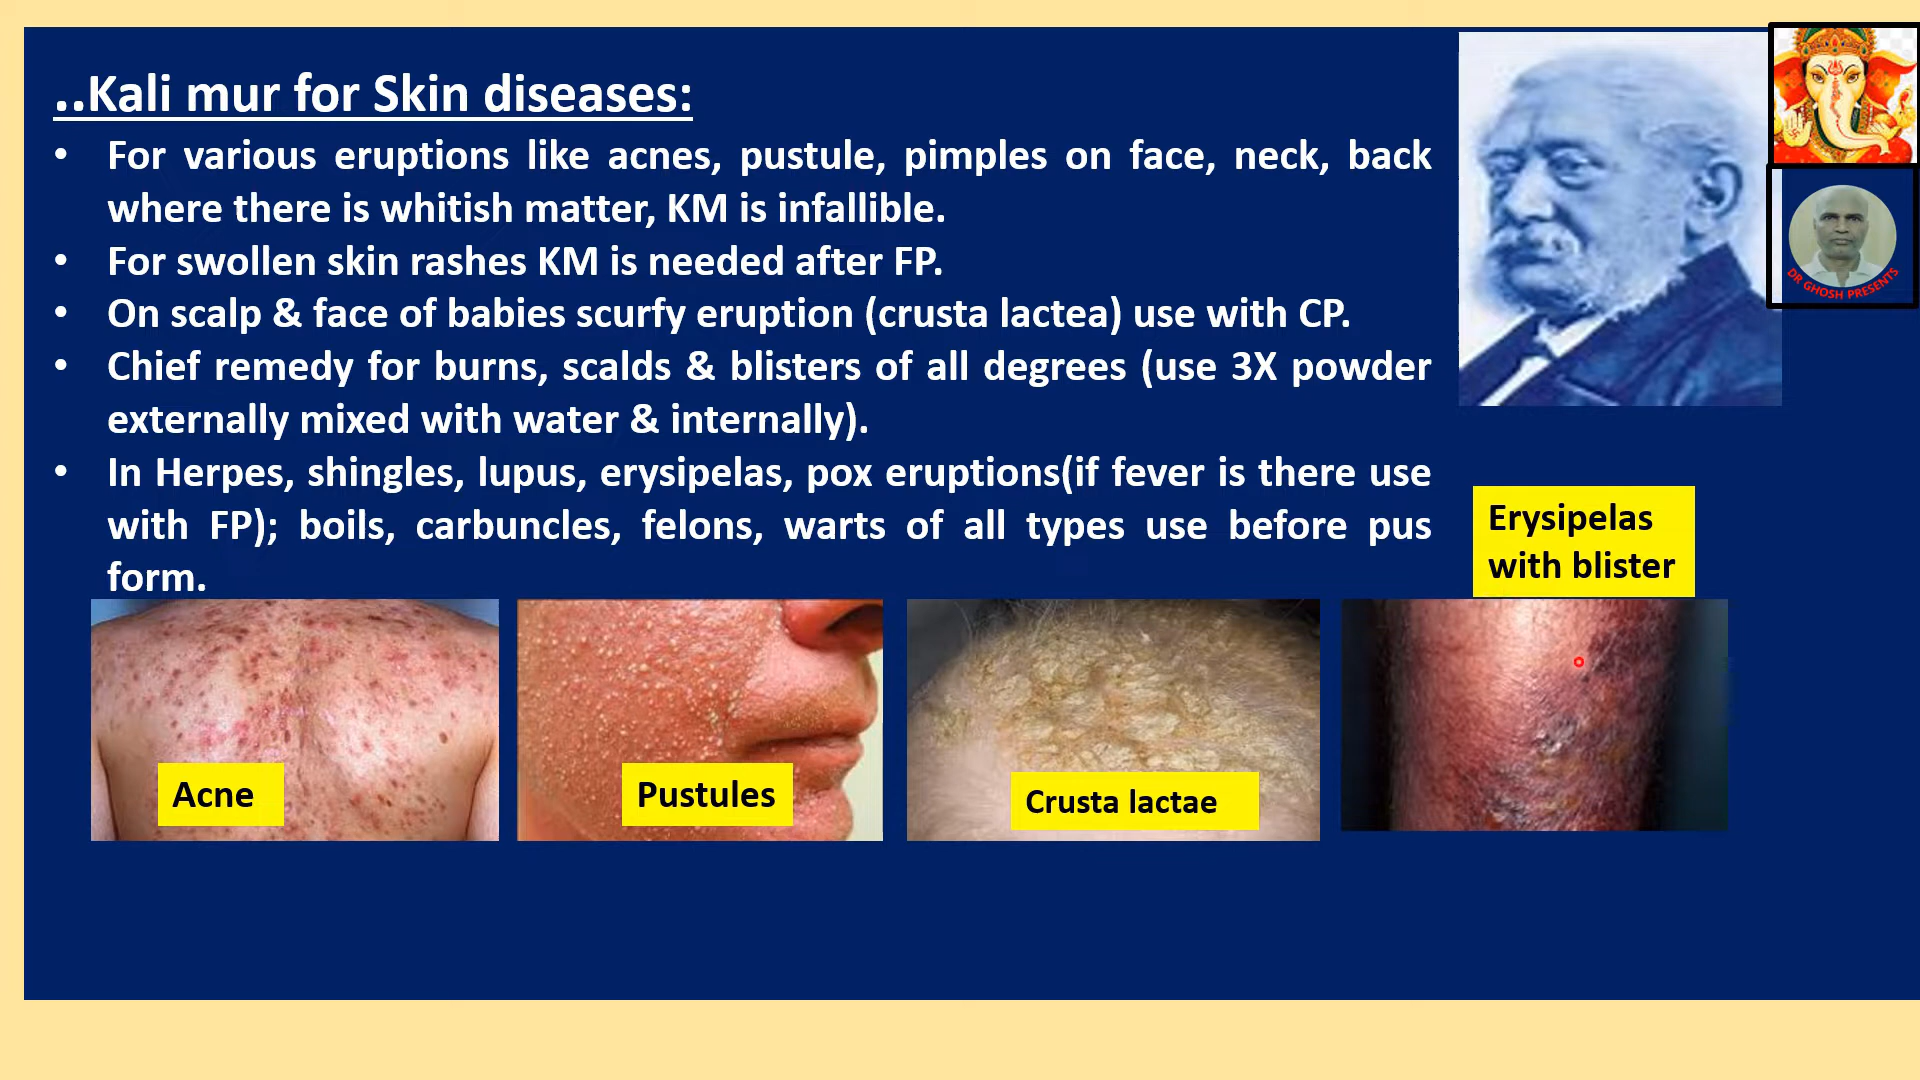 ..Kali mur for Skin diseases:
• For various eruptions like acnes, pustule, pimples on face, neck, back
where there is whitish matter, KM is infallible.
• For swollen skin rashes KM is needed after FP.
• On scalp & face of babies scurfy eruption (crusta lactea) use with CP.
• Chief remedy for burns, scalds & blisters of all degrees (use 3X powder
externally mixed with water & internally).
• In Herpes, shingles, lupus, erysipelas, pox eruptions(if fever is there use
with FP); boils, carbuncles, felons, warts of all types use before pus
form.
DR GHOSH PRESENTS
Erysipelas
with blister
Acne
Pustules
Crusta lactae